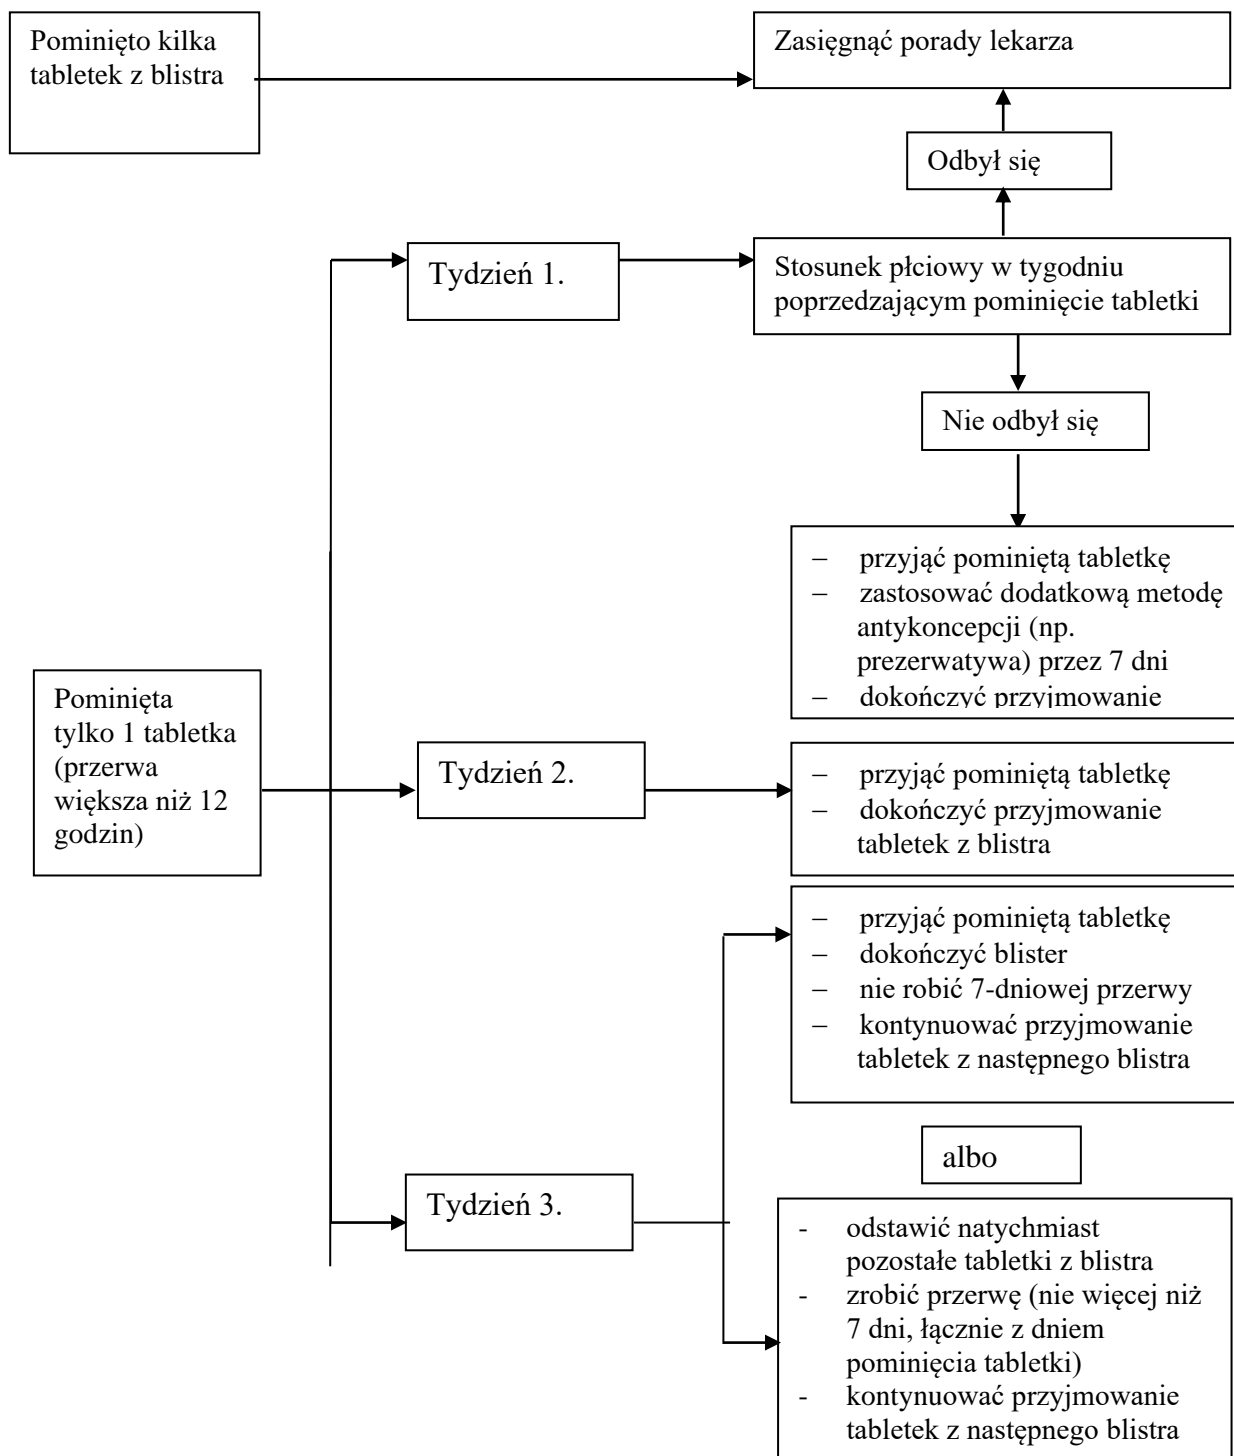 Pominięto kilka
tabletek z blistra
Zasięgnąć porady lekarza
Odbył się
Tydzień 1.
Stosunek płciowy w tygodniu
poprzedzającym pominięcie tabletki
Nie odbył się
– przyjąć pominiętą tabletkę
– zastosować dodatkową metodę
antykoncepcji (np.
prezerwatywa) przez 7 dni
– dokończyć przyjmowanie
Pominięta
tylko 1 tabletka
(przerwa
większa niż 12
godzin)
Tydzień 2.
– przyjąć pominiętą tabletkę
– dokończyć przyjmowanie
tabletek z blistra
– przyjąć pominiętą tabletkę
– dokończyć blister
– nie robić 7-dniowej przerwy
– kontynuować przyjmowanie
tabletek z następnego blistra
albo
Tydzień 3.
- odstawić natychmiast
pozostałe tabletki z blistra
- zrobić przerwę (nie więcej niż
7 dni, łącznie z dniem
pominięcia tabletki)
- kontynuować przyjmowanie
tabletek z następnego blistra